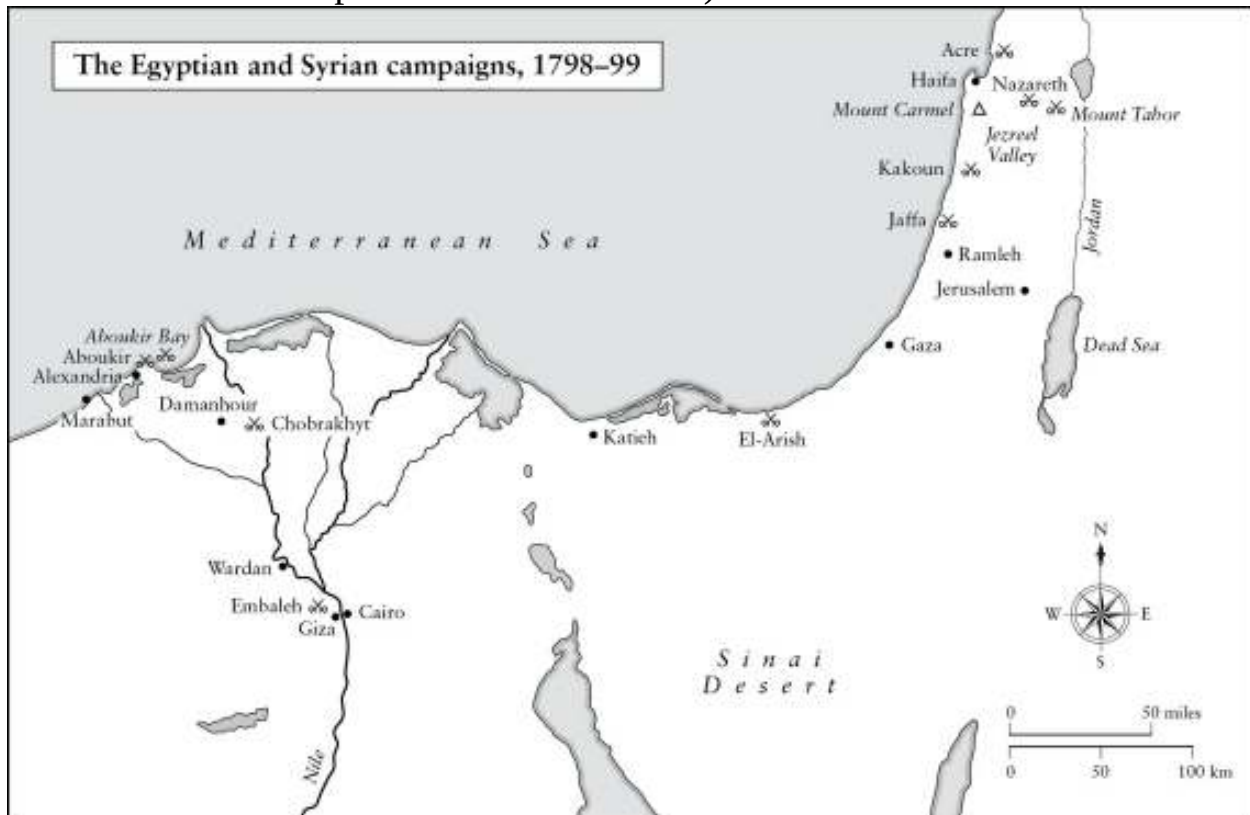 The Egyptian and Syrian campaigns, 1798–99
Acre
Haifa
Nazareth
Mount Carmel
Mount Tabor
Jezreel
Valley
Kakoun
Jaffa
Jordan
Mediterranean Sea
Ramleh
Jerusalem
Aboukir Bay
Aboukir
Alexandria
Gaza
Dead Sea
Damanhour
Marabut
Chobrakhyt
Katieh
El-Arish
N
Wardan
Embaleh
Cairo
Giza
W
E
S
Sinai
Desert
0
50 miles
Nile
0
50
100 km